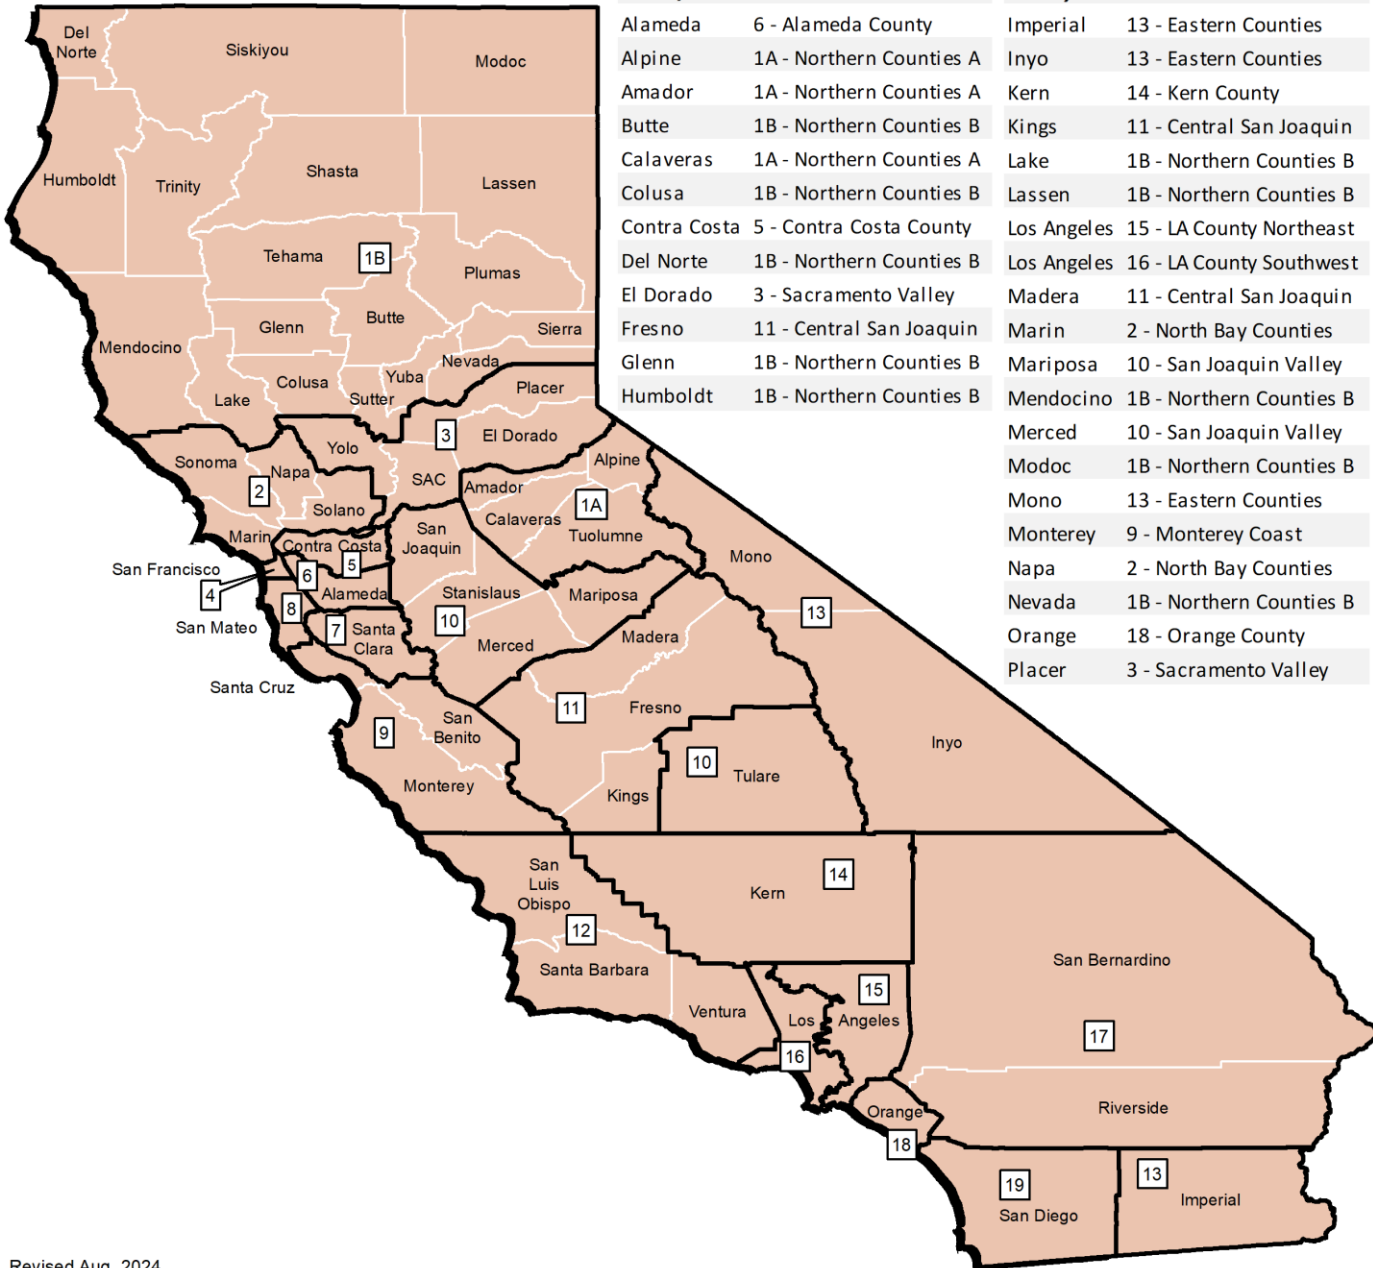 Alameda 6 - Alameda County
Alpine 1A - Northern Counties A
Amador 1A - Northern Counties A
Butte 1B - Northern Counties B
Calaveras 1A - Northern Counties A
Colusa 1B - Northern Counties B
Contra Costa 5 - Contra Costa County
Del Norte 1B - Northern Counties B
El Dorado 3 - Sacramento Valley
Fresno 11 - Central San Joaquin
Glenn 1B - Northern Counties B
Humboldt 1B - Northern Counties B
Imperial 13 - Eastern Counties
Inyo 13 - Eastern Counties
Kern 14 - Kern County
Kings 11 - Central San Joaquin
Lake 1B - Northern Counties B
Lassen 1B - Northern Counties B
Los Angeles 15 - LA County Northeast
Los Angeles 16 - LA County Southwest
Madera 11 - Central San Joaquin
Marin 2 - North Bay Counties
Mariposa 10 - San Joaquin Valley
Mendocino 1B - Northern Counties B
Merced 10 - San Joaquin Valley
Modoc 1B - Northern Counties B
Mono 13 - Eastern Counties
Monterey 9 - Monterey Coast
Napa 2 - North Bay Counties
Nevada 1B - Northern Counties B
Orange 18 - Orange County
Placer 3 - Sacramento Valley
Del
Norte
Siskiyou
Modoc
Humboldt
Trinity
Shasta
Lassen
Tehama
1B
Plumas
Glenn
Butte
Sierra
Mendocino
Nevada
Colusa
Yuba
Placer
Lake
Sutter
3
El Dorado
Yolo
Sonoma
Napa
SAC
Alpine
Amador
2
Solano
1A
Calaveras
Tuolumne
San
Joaquin
Marin
Contra Costa
5
Mono
San Francisco
4
6
Alameda
Stanislaus
Mariposa
13
8
San Mateo
7
Santa
Clara
10
Merced
Madera
Santa Cruz
11
Fresno
9
San
Benito
Inyo
10
Tulare
Monterey
Kings
San
Luis
Obispo
14
Kern
12
Santa Barbara
San Bernardino
15
Ventura
Los
Angeles
17
16
Orange
Riverside
18
19
San Diego
13
Imperial
Revised Aug. 2024